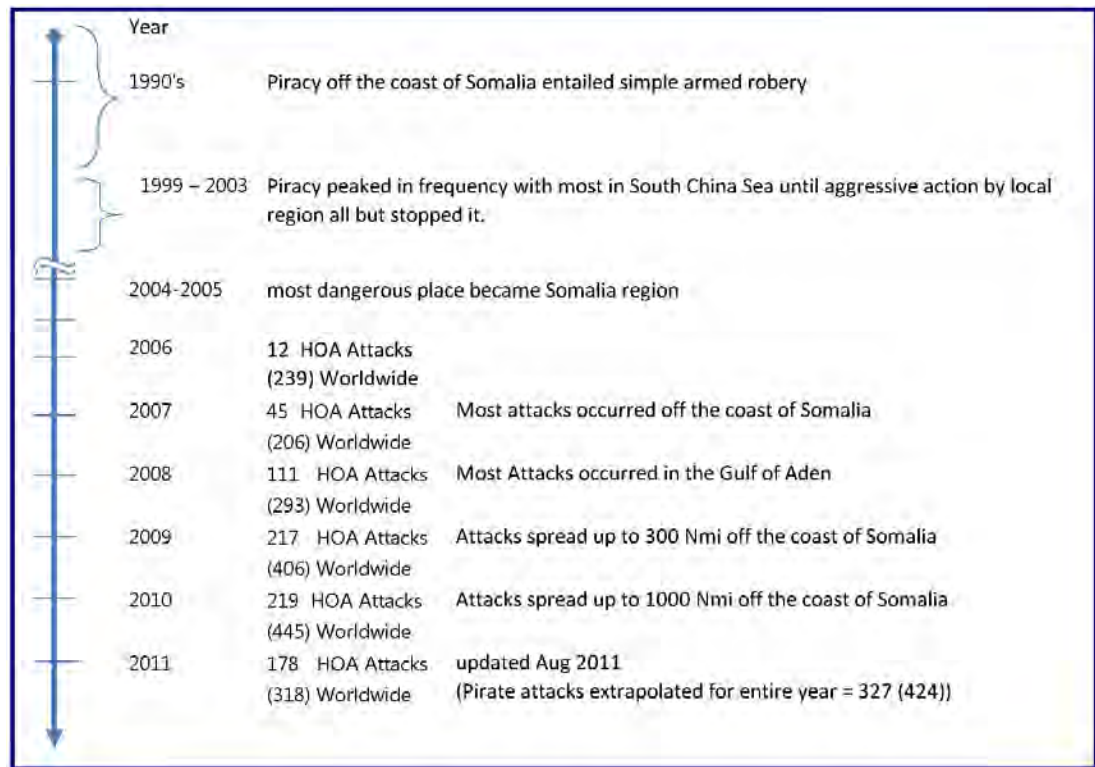 Year
1990's Piracy off the coast of Somalia entailed simple armed robery
1999 – 2003 Piracy peaked in frequency with most in South China Sea until aggressive action by local
region all but stopped it.
2004-2005 most dangerous place became Somalia region
2006 12 HOA Attacks
(239) Worldwide
2007 45 HOA Attacks Most attacks occurred off the coast of Somalia
(206) Worldwide
2008 111 HOA Attacks Most Attacks occurred in the Gulf of Aden
(293) Worldwide
2009 217 HOA Attacks Attacks spread up to 300 Nmi off the coast of Somalia
(406) Worldwide
2010 219 HOA Attacks Attacks spread up to 1000 Nmi off the coast of Somalia
(445) Worldwide
2011 178 HOA Attacks updated Aug 2011
(318) Worldwide (Pirate attacks extrapolated for entire year = 327 (424))